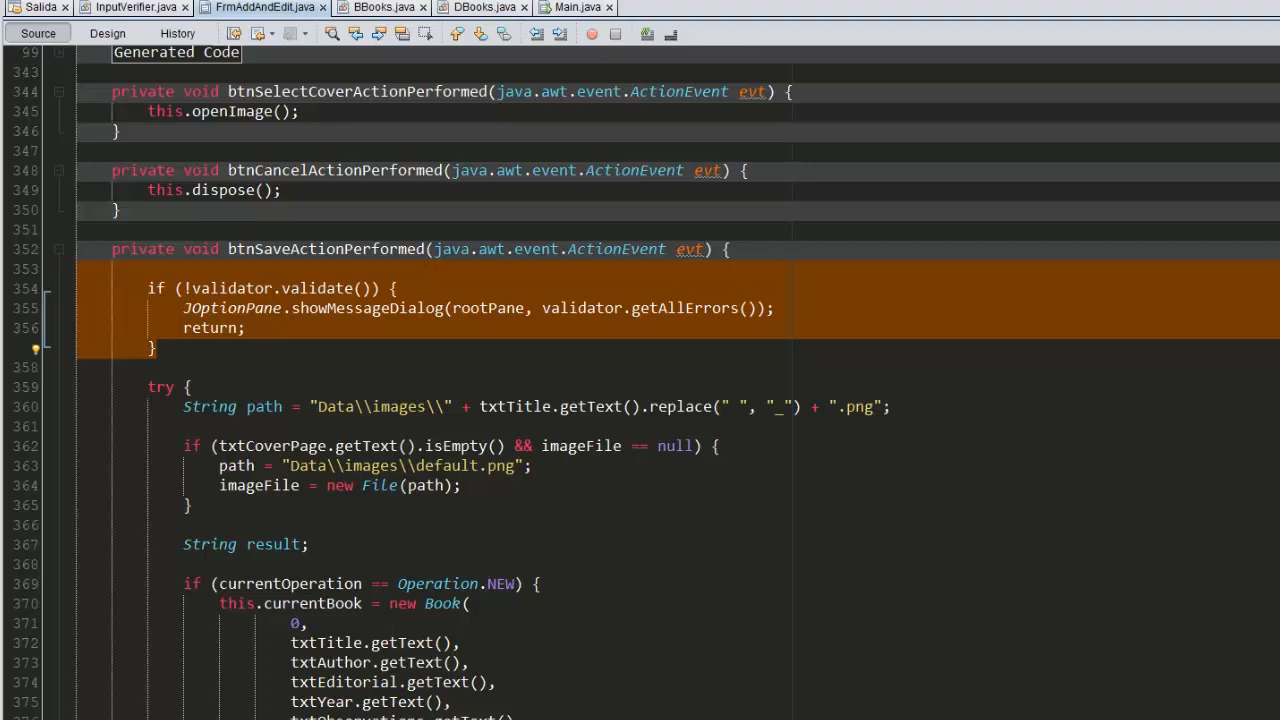 Salida InputVerifier.java FrmAddAndEdit.java BBooks.java DBooks.java Main.java
Source Design History
99 Generated Code
343
344 private void btnSelectCoverActionPerformed(java.awt.event.ActionEvent evt) {
345 this.openImage();
346 }
347
348 private void btnCancelActionPerformed(java.awt.event.ActionEvent evt) {
349 this.dispose();
350 }
351
352 private void btnSaveActionPerformed(java.awt.event.ActionEvent evt) {
353
354 if (!validator.validate()) {
355 JOptionPane.showMessageDialog(rootPane, validator.getAllErrors());
356 return;
}
358
359 try {
360 String path = "Data\\images\\" + txtTitle.getText().replace(" ", "_") + ".png";
361
362 if (txtCoverPage.getText().isEmpty() && imageFile == null) {
363 path = "Data\\images\\default.png";
364 imageFile = new File(path);
365 }
366
367 String result;
368
369 if (currentOperation == Operation.NEW) {
370 this.currentBook = new Book(
371 0,
372 txtTitle.getText(),
373 txtAuthor.getText(),
374 txtEditorial.getText(),
375 txtYear.getText(),